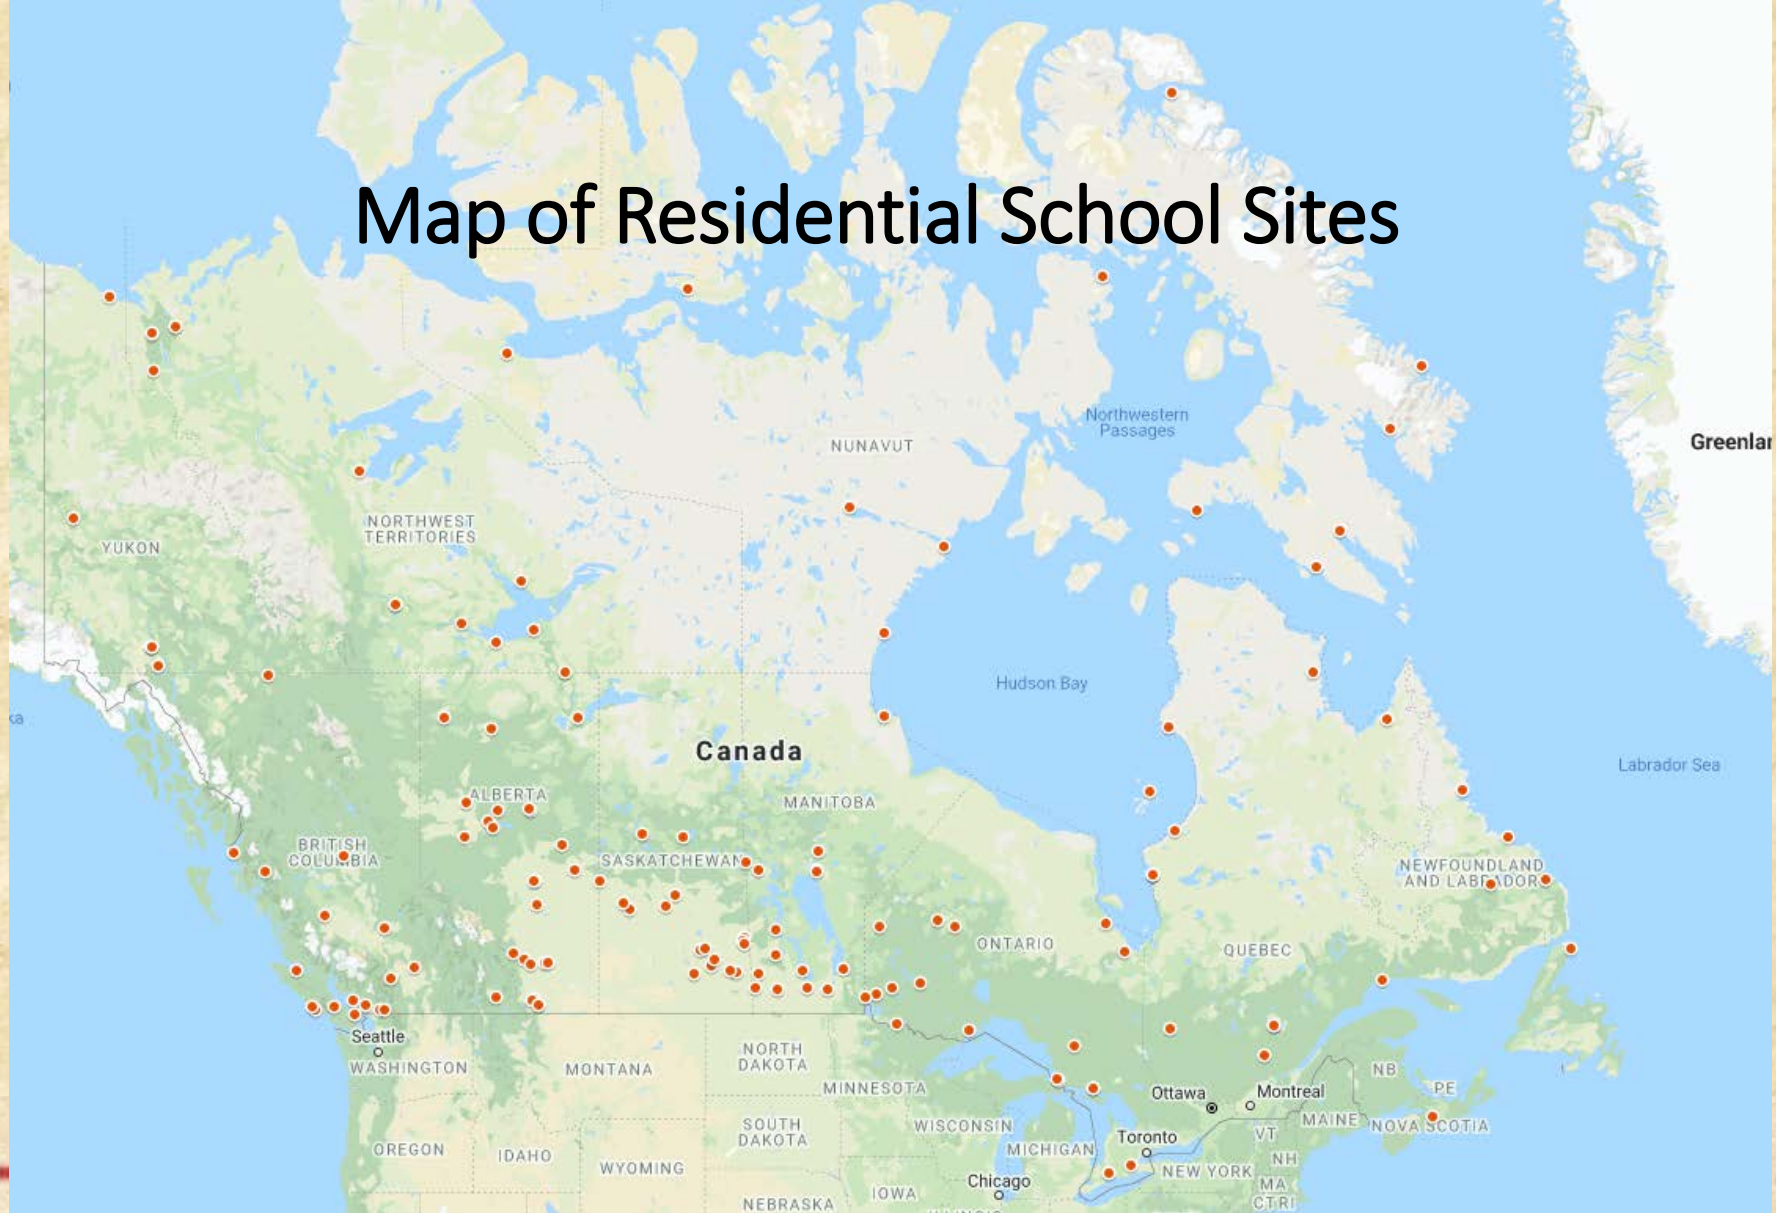 Map of Residential School Sites
Northwestern
Passages
Greenlan
NUNAVUT
NORTHWEST
TERRITORIES
YUKON
Hudson Bay
ka
Canada
Labrador Sea
ALBERTA
MANITOBA
BRITISH
COLUMBIA
SASKATCHEWAN
NEWFOUNDLAND
AND LABRADOR
ONTARIO
QUEBEC
Seattle
WASHINGTON
MONTANA
NORTH
DAKOTA
MINNESOTA
NB
PE
Ottawa
Montreal
SOUTH
DAKOTA
WISCONSIN
MAINE
NOVA SCOTIA
OREGON
IDAHO
WYOMING
MICHIGAN
Toronto
VT
NH
NEW YORK
MA
CT RI
Chicago
IOWA
NEBRASKA